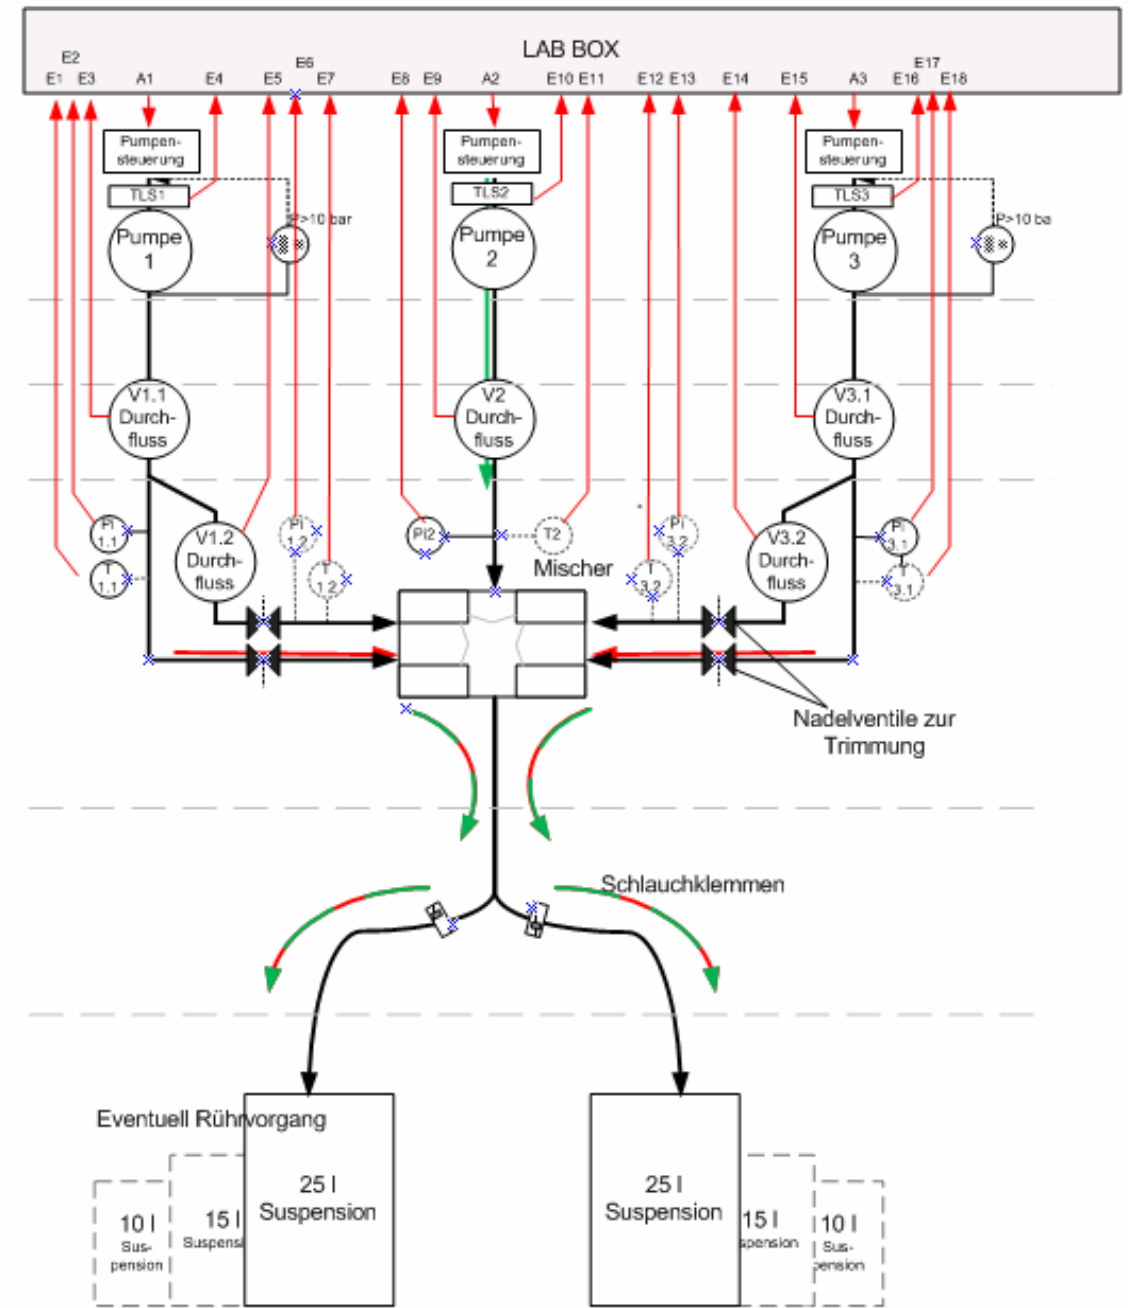 LAB BOX
E2
E6
E17
E1
E3
A1
E4
E5
E7
E8
E9
A2
E10
E11
E12
E13
E14
E15
A3
E16
E18
Pumpen-
steuerung
Pumpen-
steuerung
Pumpen-
steuerung
TLS1
TLS2
TLS3
P>10 bar
P>10 ba
Pumpe
1
Pumpe
2
Pumpe
3
V1.1
Durch-
fluss
V2
Durch-
fluss
V3.1
Durch-
fluss
PI
1.1
V1.2
Durch-
fluss
PI
1.2
PI2
T2
PI
3.2
V3.2
Durch-
fluss
PI
3.1
T
1.1
T
1.2
Mischer
T
3.2
T
3.1
Nadelventile zur
Trimmung
Schlauchklemmen
Eventuell Rührvorgang
10 l
Sus-
pension
15 l
Suspensi
25 l
Suspension
25 l
Suspension
15 l
spension
10 l
Sus-
pension